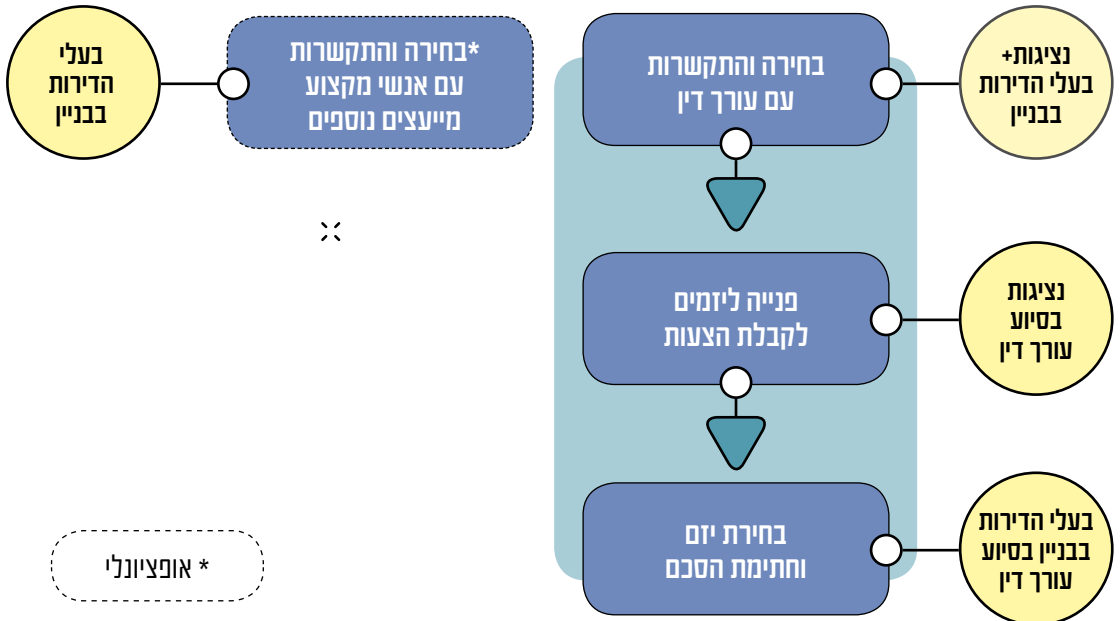 נציגות+
בעלי הדירות
בבניין
בחירה והתקשרות
עם עורך דין
*בחירה והתקשרות
עם אנשי מקצוע
מייעצים נוספים
בעלי
הדירות
בבניין
נציגות
בסיוע
עורך דין
פנייה ליזמים
לקבלת הצעות
בעלי הדירות
בבניין בסיוע
עורך דין
בחירת יזם
וחתימת הסכם
* אופציונלי